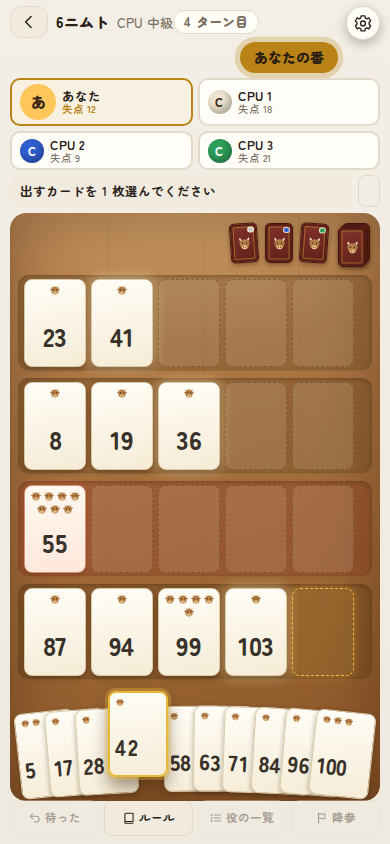 6ニムト CPU 中級 4 ターン目
あなたの番
あ あなた 失点 12
C CPU 1 失点 18
C CPU 2 失点 9
C CPU 3 失点 21
出すカードを 1 枚選んでください
23 41
8 19 36
55
87 94 99 103
5 17 28 42 58 63 71 84 96 100
待った ルール 役の一覧 降参